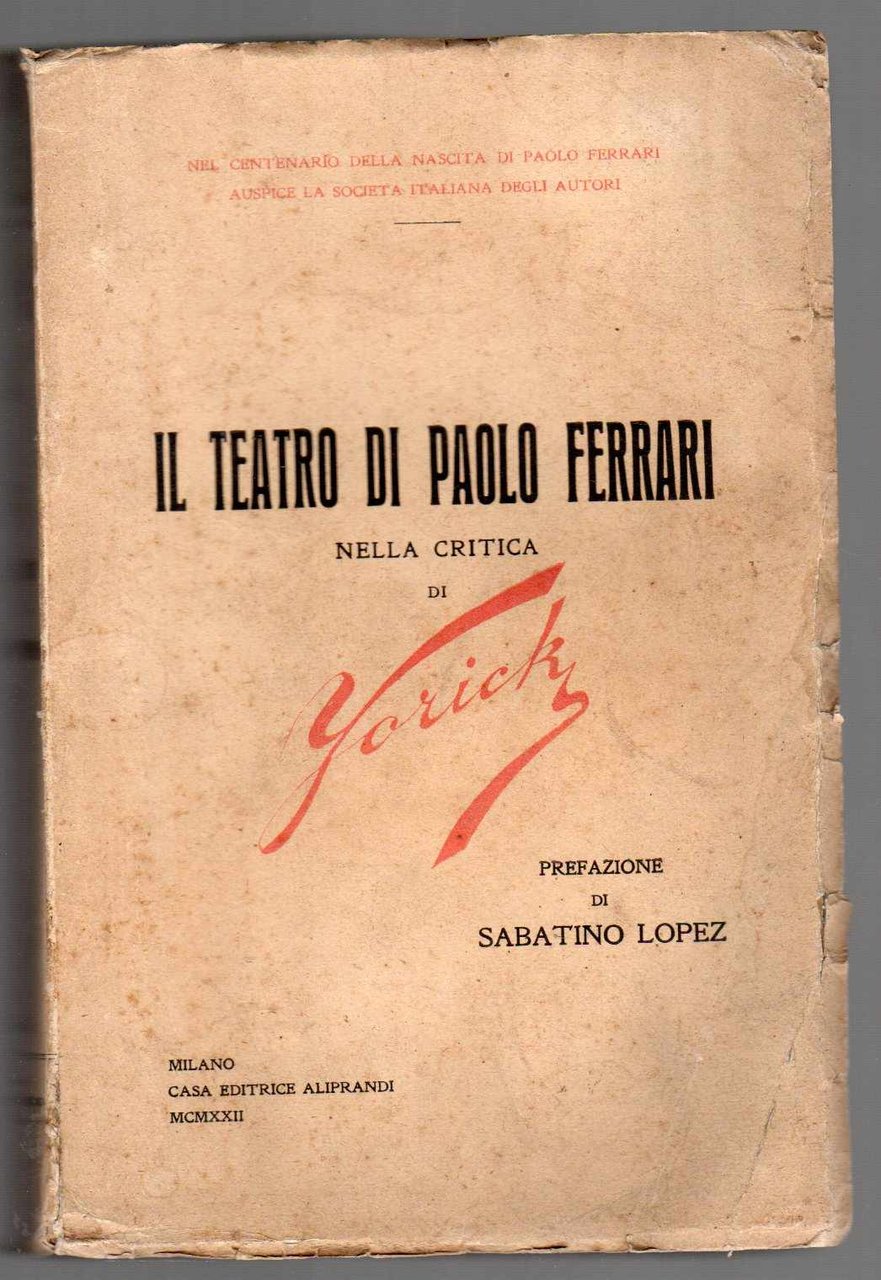 NEL CENTENARIO DELLA NASCITA DI PAOLO FERRARI
AUSPICE LA SOCIETA ITALIANA DEGLI AUTORI
IL TEATRO DI PAOLO FERRARI
NELLA CRITICA
DI
Yorick
PREFAZIONE
DI
SABATINO LOPEZ
MILANO
CASA EDITRICE ALIPRANDI
MCMXXII